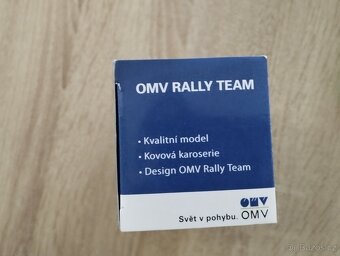 OMV RALLY TEAM
• Kvalitní model
• Kovová karoserie
• Design OMV Rally Team
OMV
Svět v pohybu. OMV